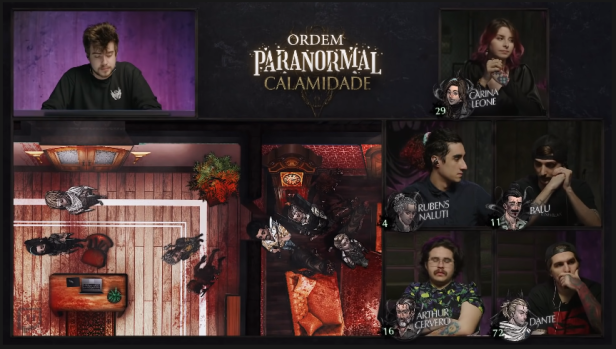 ORDEM
PARANORMAL
CALAMIDADE
CARINA
LEONE
29
RUBENS
NALUTI
4
BALU
11
ARTHUR
CERVERO
16
DANTE
72